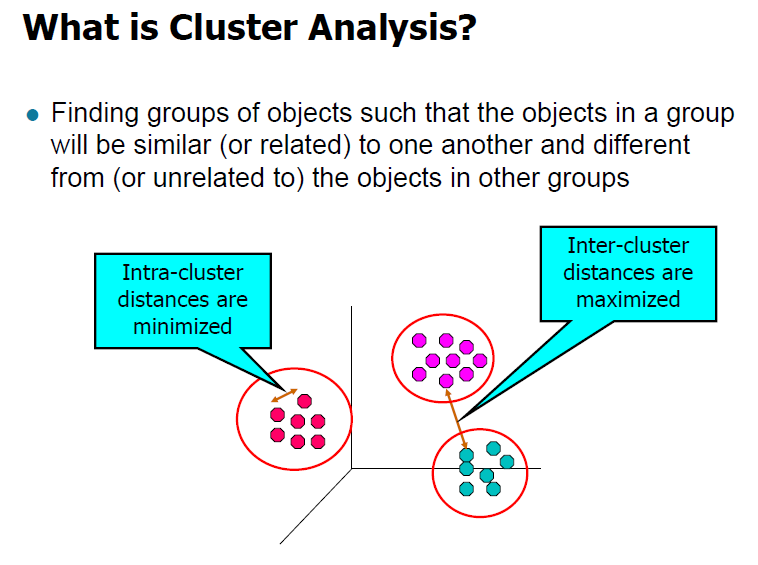 What is Cluster Analysis?
Finding groups of objects such that the objects in a group
will be similar (or related) to one another and different
from (or unrelated to) the objects in other groups
Intra-cluster
distances are
minimized
Inter-cluster
distances are
maximized